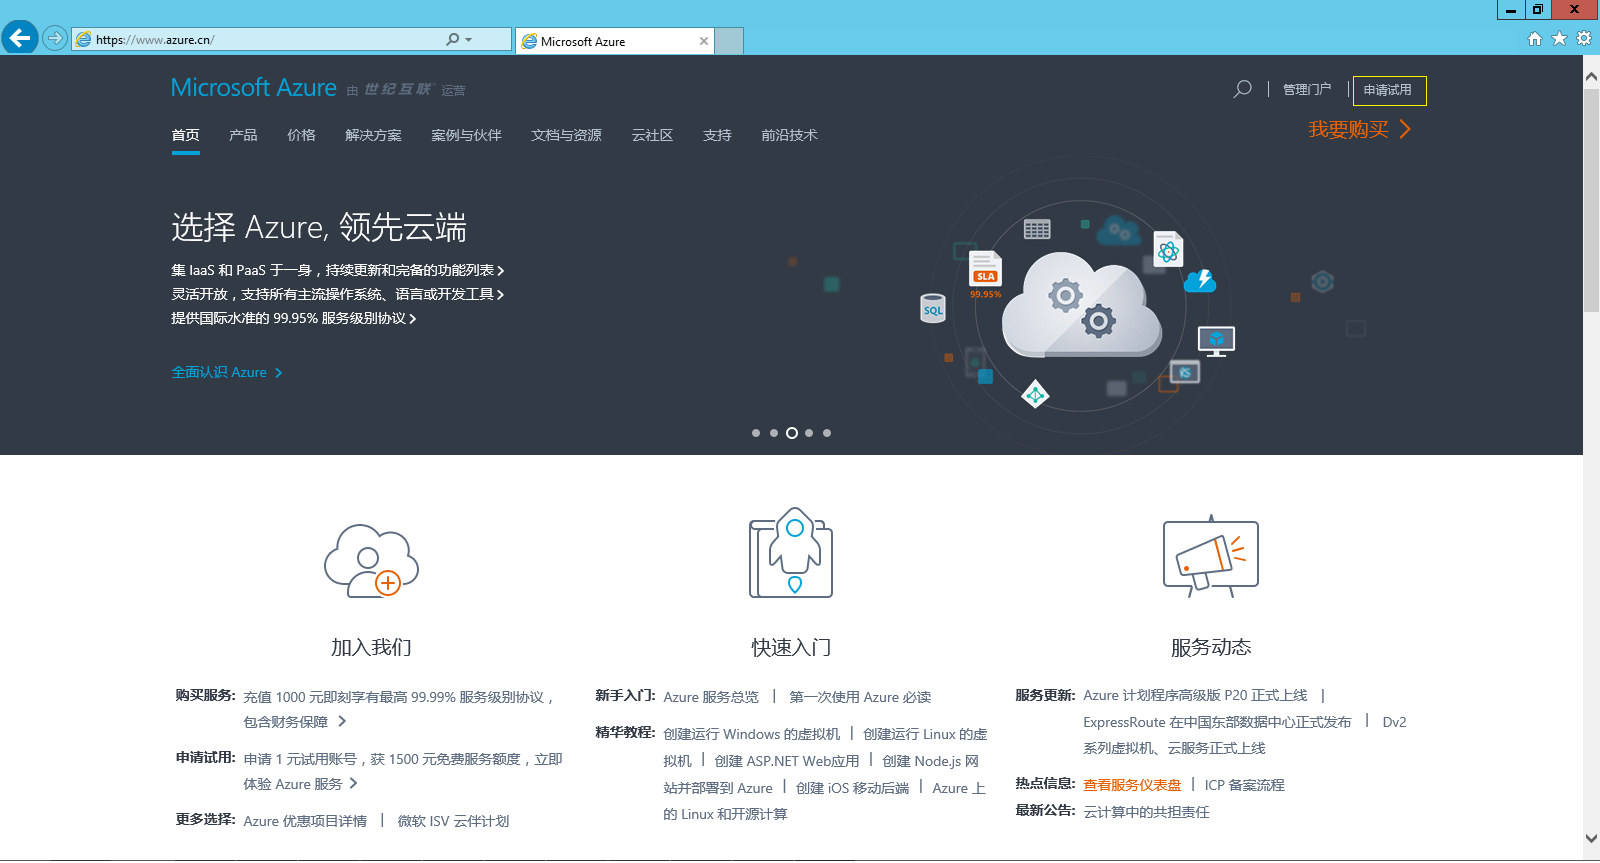 https://www.azure.cn/
Microsoft Azure
Microsoft Azure 由 世纪互联 运营
管理门户
申请试用
我要购买
首页 产品 价格 解决方案 案例与伙伴 文档与资源 云社区 支持 前沿技术
选择 Azure, 领先云端
集 IaaS 和 PaaS 于一身，持续更新和完备的功能列表
灵活开放，支持所有主流操作系统、语言或开发工具
提供国际水准的 99.95% 服务级别协议
全面认识 Azure
SLA
99.95%
SQL
加入我们
购买服务: 充值 1000 元即刻享有最高 99.99% 服务级别协议，
包含财务保障
申请试用: 申请 1 元试用账号，获 1500 元免费服务额度，立即
体验 Azure 服务
更多选择: Azure 优惠项目详情 | 微软 ISV 云伴计划
快速入门
新手入门: Azure 服务总览 | 第一次使用 Azure 必读
精华教程: 创建运行 Windows 的虚拟机 | 创建运行 Linux 的虚
拟机 | 创建 ASP.NET Web应用 | 创建 Node.js 网
站并部署到 Azure | 创建 iOS 移动后端 | Azure 上
的 Linux 和开源计算
服务动态
服务更新: Azure 计划程序高级版 P20 正式上线 |
ExpressRoute 在中国东部数据中心正式发布 | Dv2
系列虚拟机、云服务正式上线
热点信息: 查看服务仪表盘 | ICP 备案流程
最新公告: 云计算中的共担责任